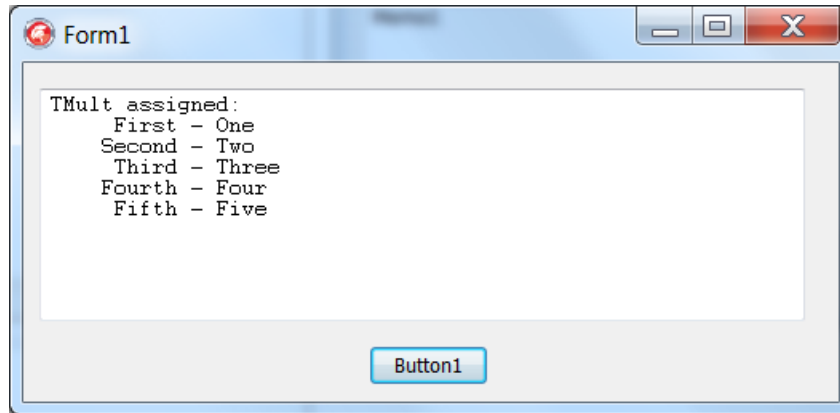 Form1
TMult assigned:
First - One
Second - Two
Third - Three
Fourth - Four
Fifth - Five
Button1